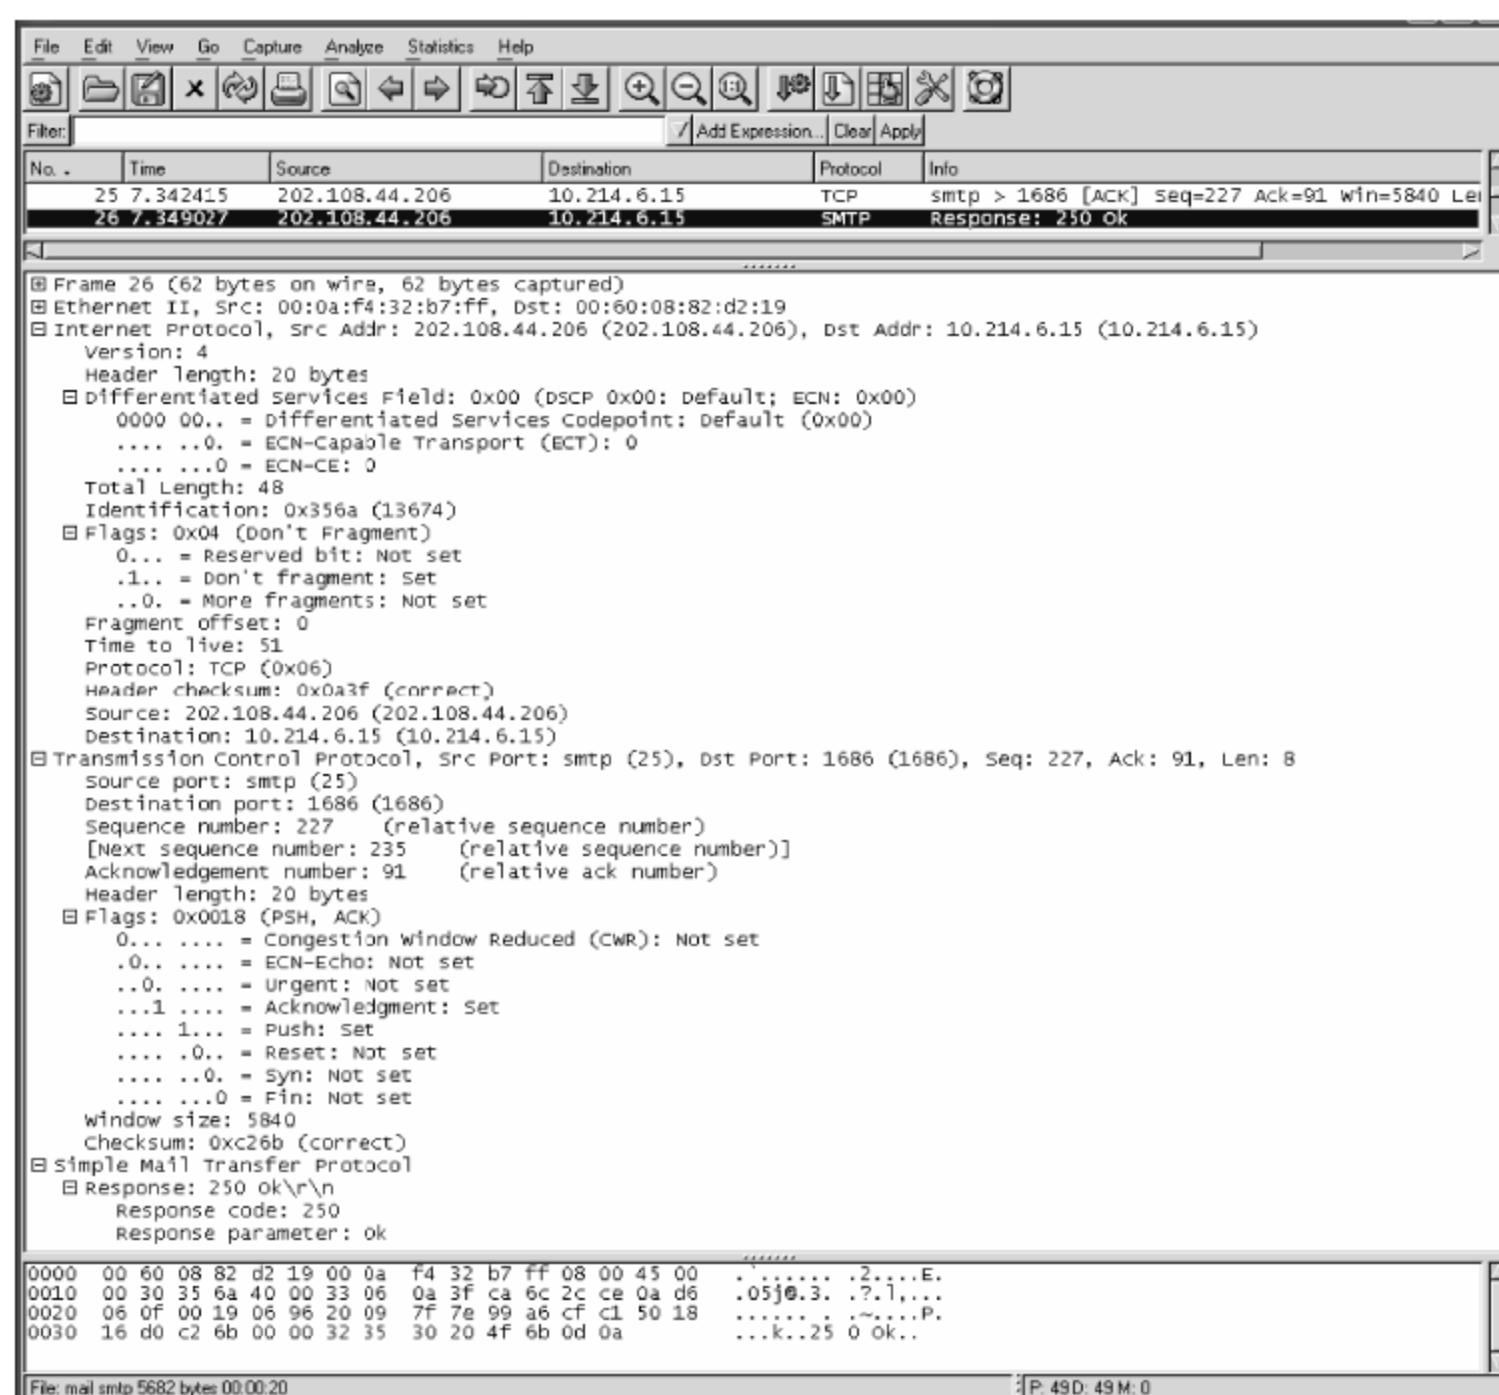 File Edit View Go Capture Analyze Statistics Help
Filter: Add Expression... Clear Apply
No. . Time Source Destination Protocol Info
25 7.342415 202.108.44.206 10.214.6.15 TCP smtp > 1686 [ACK] Seq=227 Ack=91 Win=5840 Le
26 7.349027 202.108.44.206 10.214.6.15 SMTP Response: 250 Ok
Frame 26 (62 bytes on wire, 62 bytes captured)
Ethernet II, Src: 00:0a:f4:32:b7:ff, Dst: 00:60:08:82:d2:19
Internet Protocol, Src Addr: 202.108.44.206 (202.108.44.206), Dst Addr: 10.214.6.15 (10.214.6.15)
Version: 4
Header length: 20 bytes
Differentiated Services Field: 0x00 (DSCP 0x00: Default; ECN: 0x00)
0000 00.. = Differentiated Services Codepoint: Default (0x00)
.... ..0. = ECN-Capable Transport (ECT): 0
.... ...0 = ECN-CE: 0
Total Length: 48
Identification: 0x356a (13674)
Flags: 0x04 (Don't Fragment)
0... = Reserved bit: Not set
.1.. = Don't fragment: Set
..0. = More fragments: Not set
Fragment offset: 0
Time to live: 51
Protocol: TCP (0x06)
Header checksum: 0x0a3f (correct)
Source: 202.108.44.206 (202.108.44.206)
Destination: 10.214.6.15 (10.214.6.15)
Transmission Control Protocol, Src Port: smtp (25), Dst Port: 1686 (1686), Seq: 227, Ack: 91, Len: 8
Source port: smtp (25)
Destination port: 1686 (1686)
Sequence number: 227 (relative sequence number)
[Next sequence number: 235 (relative sequence number)]
Acknowledgement number: 91 (relative ack number)
Header length: 20 bytes
Flags: 0x0018 (PSH, ACK)
0... .... = Congestion Window Reduced (CWR): Not set
.0.. .... = ECN-Echo: Not set
..0. .... = Urgent: Not set
...1 .... = Acknowledgment: Set
.... 1... = Push: Set
.... .0.. = Reset: Not set
.... ..0. = Syn: Not set
.... ...0 = Fin: Not set
Window size: 5840
Checksum: 0xc26b (correct)
Simple Mail Transfer Protocol
Response: 250 Ok\r\n
Response code: 250
Response parameter: Ok
0000 00 60 08 82 d2 19 00 0a f4 32 b7 ff 08 00 45 00 .`...... .2....E.
0010 00 30 35 6a 40 00 33 06 0a 3f ca 6c 2c ce 0a d6 .05j@.3. .?.l,...
0020 06 0f 00 19 06 96 20 09 7f 7e 99 a6 cf c1 50 18 ...... . .~....P.
0030 16 d0 c2 6b 00 00 32 35 30 20 4f 6b 0d 0a ...k..25 0 Ok..
File: mail smtp 5682 bytes 00:00:20 P: 49 D: 49 M: 0